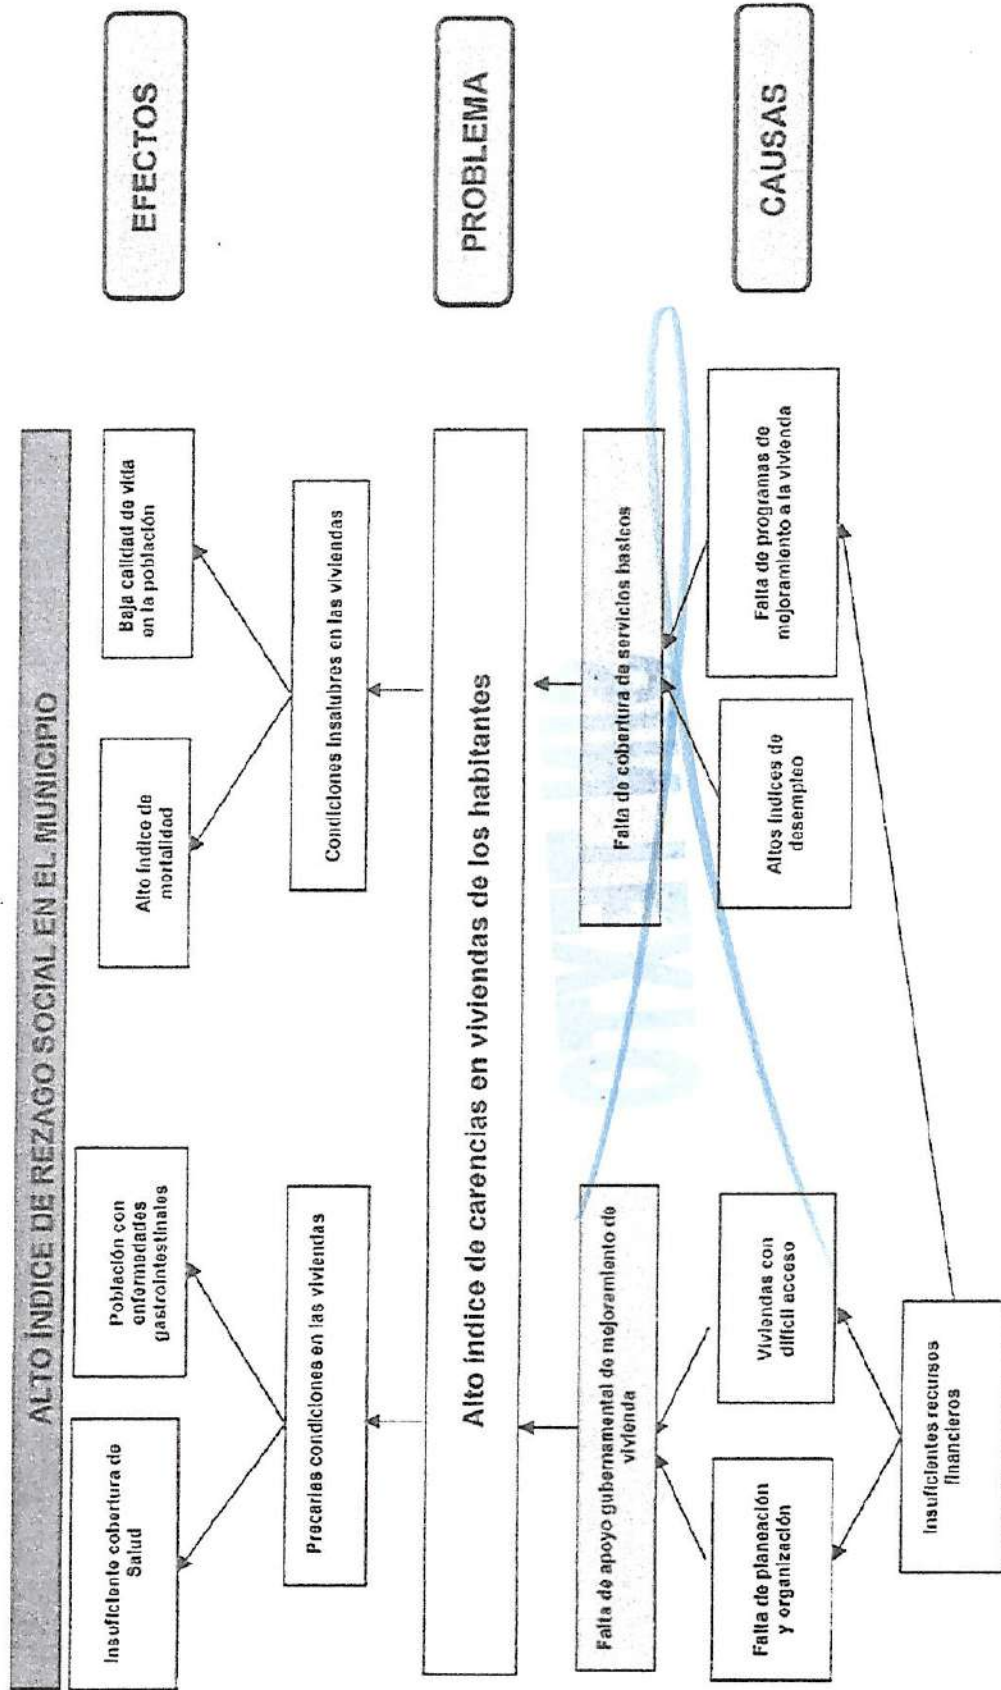 ALTO ÍNDICE DE REZAGO SOCIAL EN EL MUNICIPIO
EFECTOS
Insuficiente cobertura de
Salud
Población con
enfermedades
gastrointestinales
Alto índice de
mortalidad
Baja calidad de vida
en la población
Precarias condiciones en las viviendas
Condiciones Insalubres en las viviendas
PROBLEMA
Alto índice de carencias en viviendas de los habitantes
CAUSAS
Falta de apoyo gubernamental de mejoramiento de
vivienda
Falta de cobertura de servicios basicos
Falta de planeación
y organización
Viviendas con
difícil acceso
Altos índices de
desempleo
Falta de programas de
mejoramiento a la vivienda
Insuficientes recursos
financieros